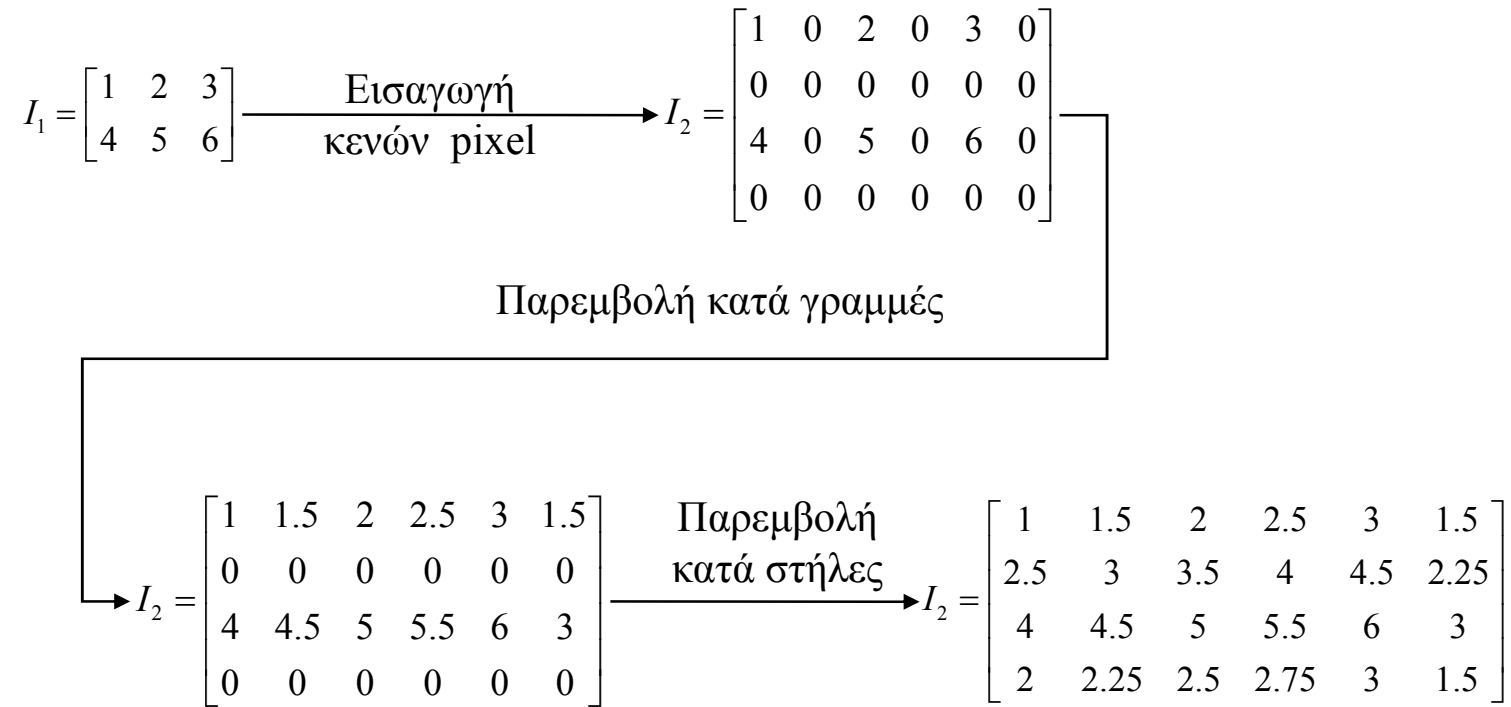 I₁ = [1 2 3
4 5 6]
Εισαγωγή
κενών pixel
I₂ = [1 0 2 0 3 0
0 0 0 0 0 0
4 0 5 0 6 0
0 0 0 0 0 0]
Παρεμβολή κατά γραμμές
I₂ = [1 1.5 2 2.5 3 1.5
0 0 0 0 0 0
4 4.5 5 5.5 6 3
0 0 0 0 0 0]
Παρεμβολή
κατά στήλες
I₂ = [1 1.5 2 2.5 3 1.5
2.5 3 3.5 4 4.5 2.25
4 4.5 5 5.5 6 3
2 2.25 2.5 2.75 3 1.5]